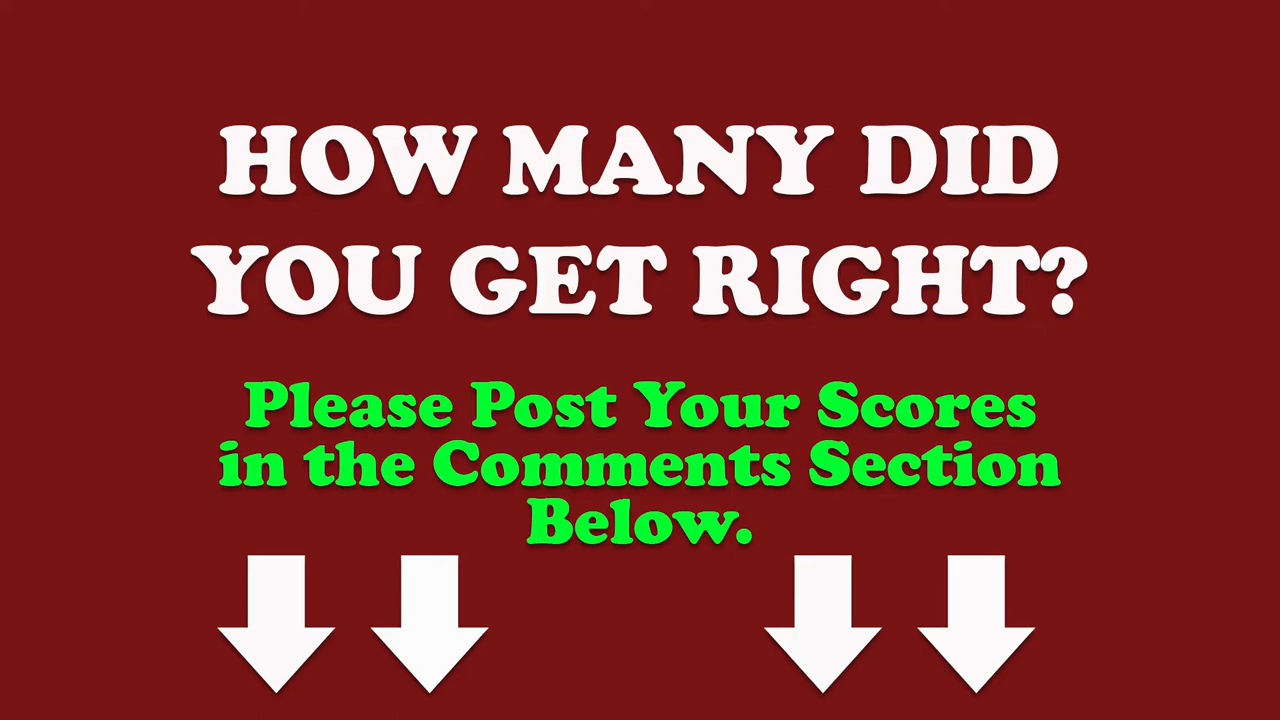 HOW MANY DID
YOU GET RIGHT?
Please Post Your Scores
in the Comments Section
Below.